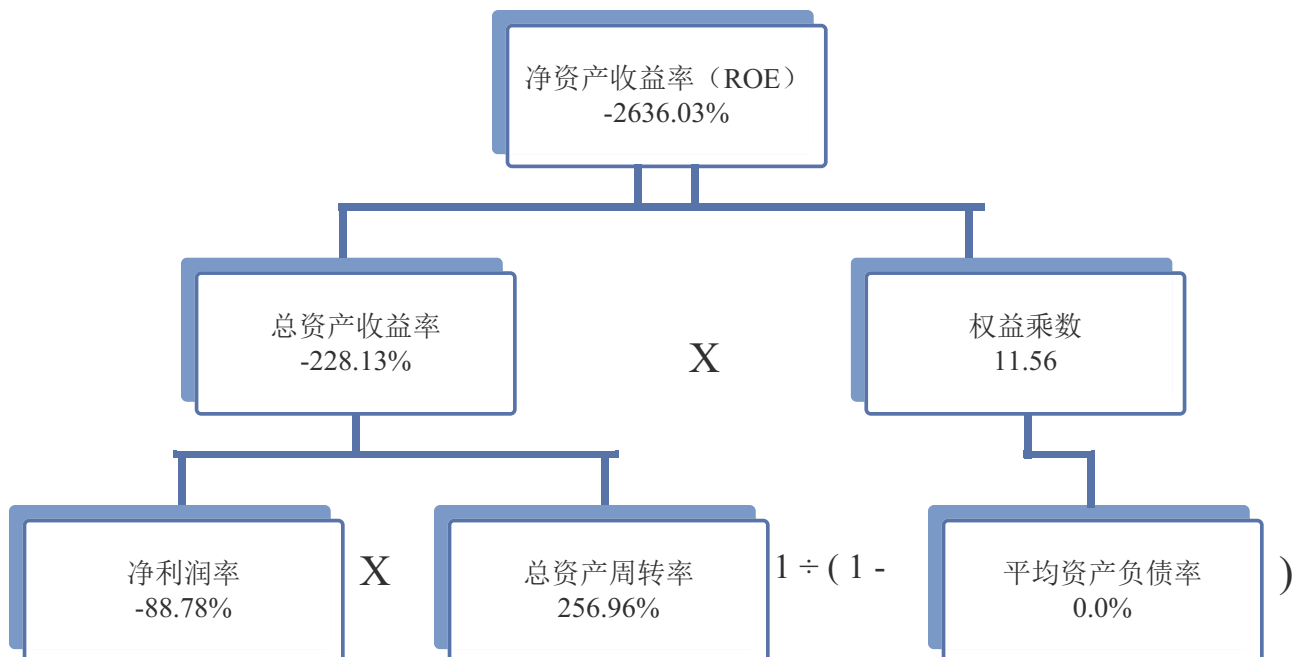 净资产收益率（ROE）
-2636.03%
总资产收益率
-228.13%
X
权益乘数
11.56
净利润率
-88.78%
X
总资产周转率
256.96%
1 ÷ ( 1 -
平均资产负债率
0.0%
)